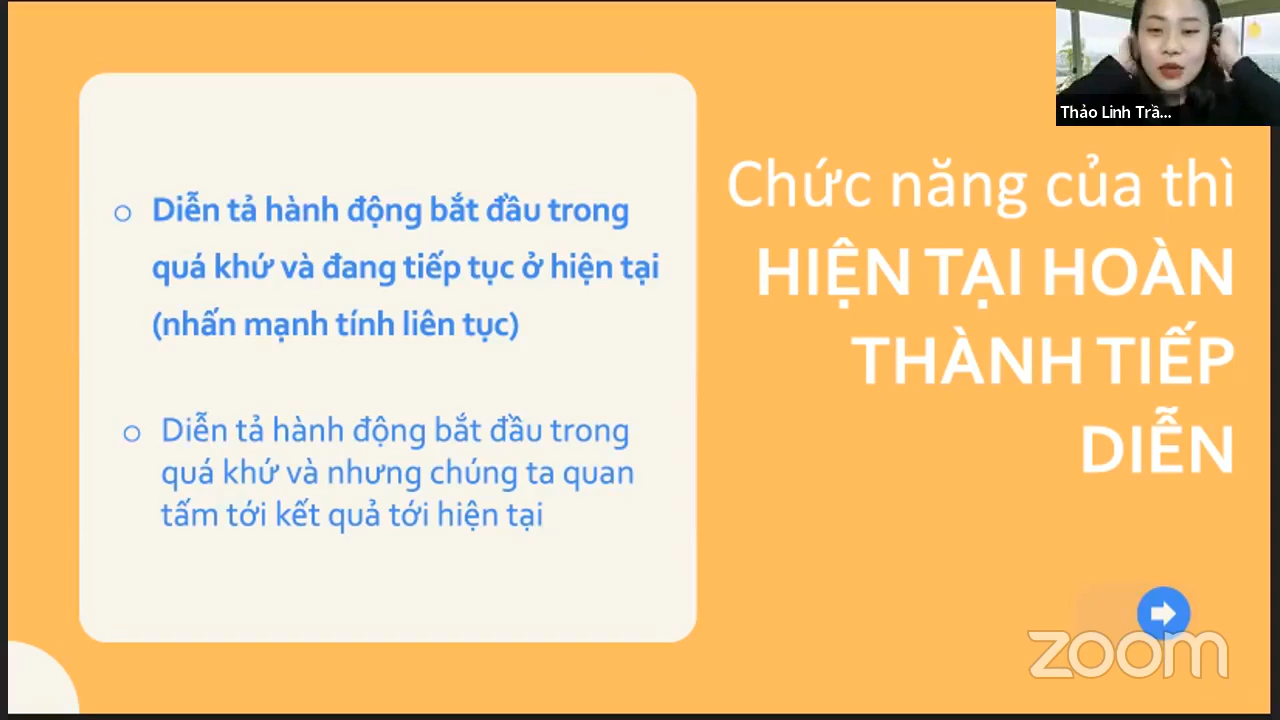 Thảo Linh Trầ...
Chức năng của thì
HIỆN TẠI HOÀN
THÀNH TIẾP
DIỄN
Diễn tả hành động bắt đầu trong
quá khứ và đang tiếp tục ở hiện tại
(nhấn mạnh tính liên tục)
Diễn tả hành động bắt đầu trong
quá khứ và nhưng chúng ta quan
tấm tới kết quả tới hiện tại
zoom